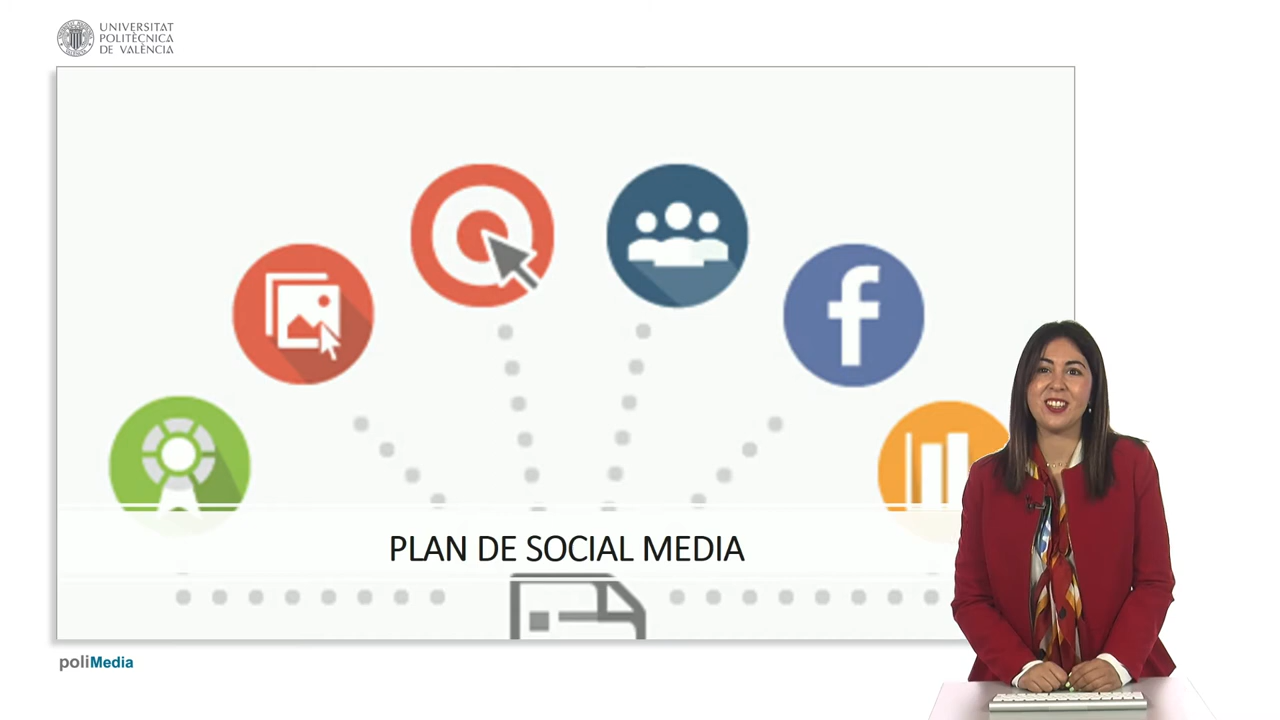 UNIVERSITAT
POLITÈCNICA
DE VALÈNCIA
PLAN DE SOCIAL MEDIA
poliMedia